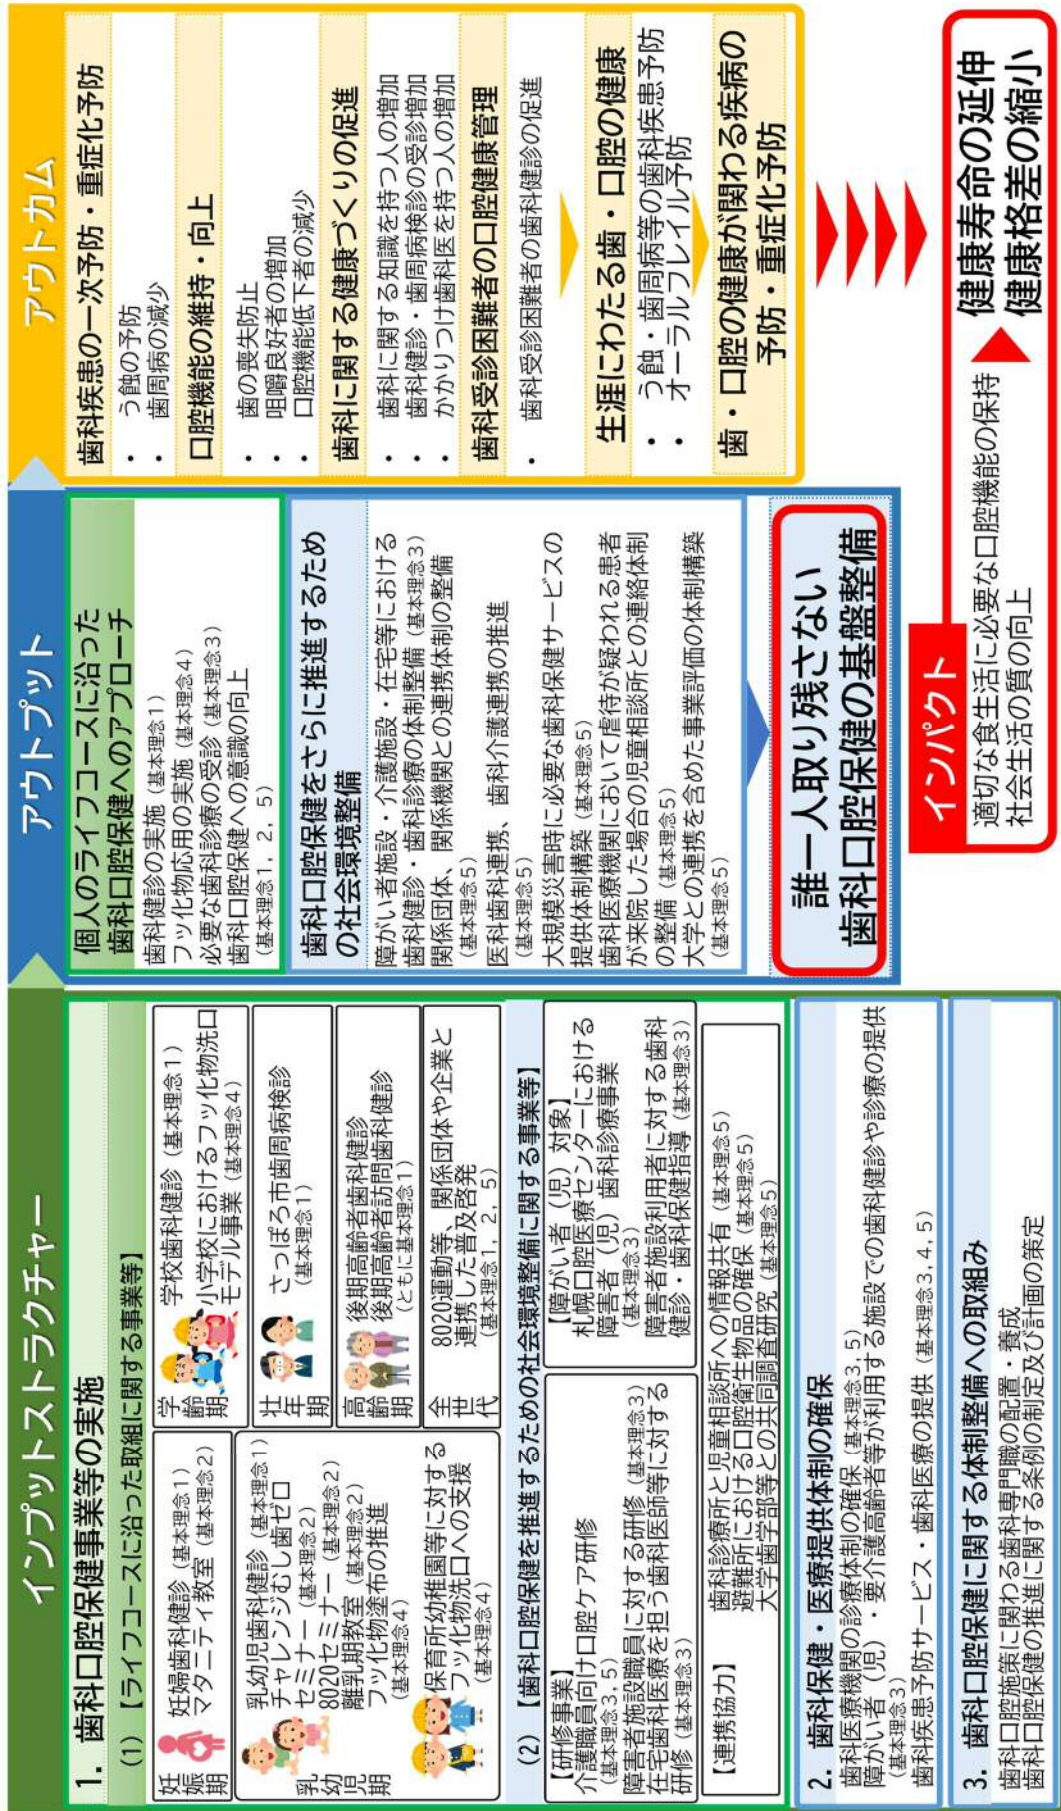 インプットストラクチャー
1. 歯科口腔保健事業等の実施
(1) 【ライフコースに沿った取組に関する事業等】
妊娠期
妊婦歯科健診（基本理念1）
マタニティ教室（基本理念2）
乳幼児期
乳幼児歯科健診（基本理念1）
チャレンジむし歯ゼロ
セミナー（基本理念2）
8020セミナー（基本理念2）
離乳期教室（基本理念2）
フッ化物塗布の推進
（基本理念4）
保育所幼稚園等に対する
フッ化物洗口への支援
（基本理念4）
学齢期
学校歯科健診（基本理念1）
小学校におけるフッ化物洗口
モデル事業（基本理念4）
壮年期
さっぽろ市歯周病検診
（基本理念1）
高齢期
後期高齢者歯科健診
後期高齢者訪問歯科健診
（ともに基本理念1）
全世代
8020運動等、関係団体や企業と
連携した普及啓発
（基本理念1, 2, 5）
(2) 【歯科口腔保健を推進するための社会環境整備に関する事業等】
【研修事業】
介護職員向け口腔ケア研修
（基本理念3, 5）
障害者施設職員に対する研修（基本理念3）
在宅歯科医療を担う歯科医師等に対する
研修（基本理念3）
【障がい者（児）対象】
札幌口腔医療センターにおける
障害者（児）歯科診療事業
（基本理念3）
障害者施設利用者に対する歯科
健診・歯科保健指導（基本理念3）
【連携協力】
歯科診療所と児童相談所への情報共有（基本理念5）
避難所における口腔衛生物品の確保（基本理念5）
大学歯学部等との共同調査研究（基本理念5）
2. 歯科保健・医療提供体制の確保
歯科医療機関の診療体制の確保（基本理念3, 5）
障がい者（児）・要介護高齢者等が利用する施設での歯科健診や診療の提供
（基本理念3）
歯科疾患予防サービス・歯科医療の提供（基本理念3, 4, 5）
3. 歯科口腔保健に関する体制整備への取組み
歯科口腔施策に関わる歯科専門職の配置・養成
歯科口腔保健の推進に関する条例の制定及び計画の策定
アウトプット
個人のライフコースに沿った
歯科口腔保健へのアプローチ
歯科健診の実施（基本理念1）
フッ化物応用の実施（基本理念4）
必要な歯科診療の受診（基本理念3）
歯科口腔保健への意識の向上
（基本理念1, 2, 5）
歯科口腔保健をさらに推進するため
の社会環境整備
障がい者施設・介護施設・在宅等における
歯科健診・歯科診療の体制整備（基本理念3）
関係団体、関係機関との連携体制の整備
（基本理念5）
医科歯科連携、歯科介護連携の推進
（基本理念5）
大規模災害時に必要な歯科保健サービスの
提供体制構築（基本理念5）
歯科医療機関において虐待が疑われる患者
が来院した場合の児童相談所との連絡体制
の整備（基本理念5）
大学との連携を含めた事業評価の体制構築
（基本理念5）
誰一人取り残さない
歯科口腔保健の基盤整備
アウトカム
歯科疾患の一次予防・重症化予防
・ う蝕の予防
・ 歯周病の減少
口腔機能の維持・向上
・ 歯の喪失防止
・ 咀嚼良好者の増加
・ 口腔機能低下者の減少
歯科に関する健康づくりの促進
・ 歯科に関する知識を持つ人の増加
・ 歯科健診・歯周病検診の受診増加
・ かかりつけ歯科医を持つ人の増加
歯科受診困難者の口腔健康管理
・ 歯科受診困難者の歯科健診の促進
生涯にわたる歯・口腔の健康
・ う蝕・歯周病等の歯科疾患予防
・ オーラルフレイル予防
歯・口腔の健康が関わる疾病の
予防・重症化予防
インパクト
適切な食生活に必要な口腔機能の保持
社会生活の質の向上
健康寿命の延伸
健康格差の縮小